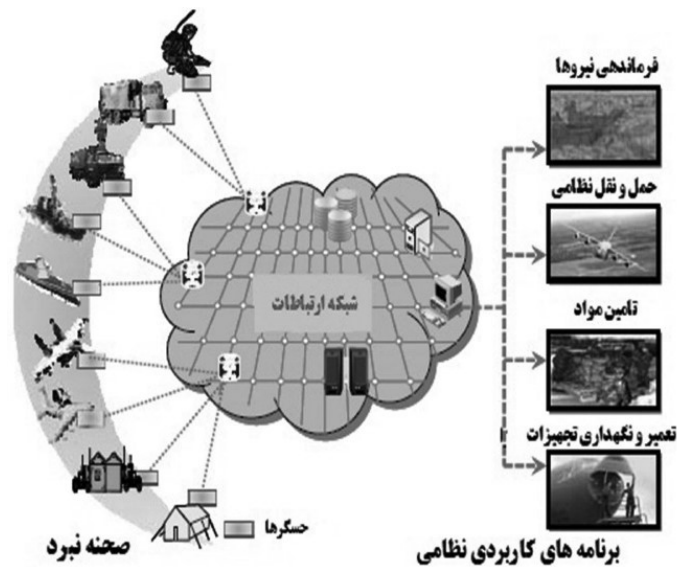 فرماندهی نیروها
حمل و نقل نظامی
شبکه ارتباطات
تامین مواد
تعمیر و نگهداری تجهیزات
حسگرها
صحنه نبرد
برنامه های کاربردی نظامی